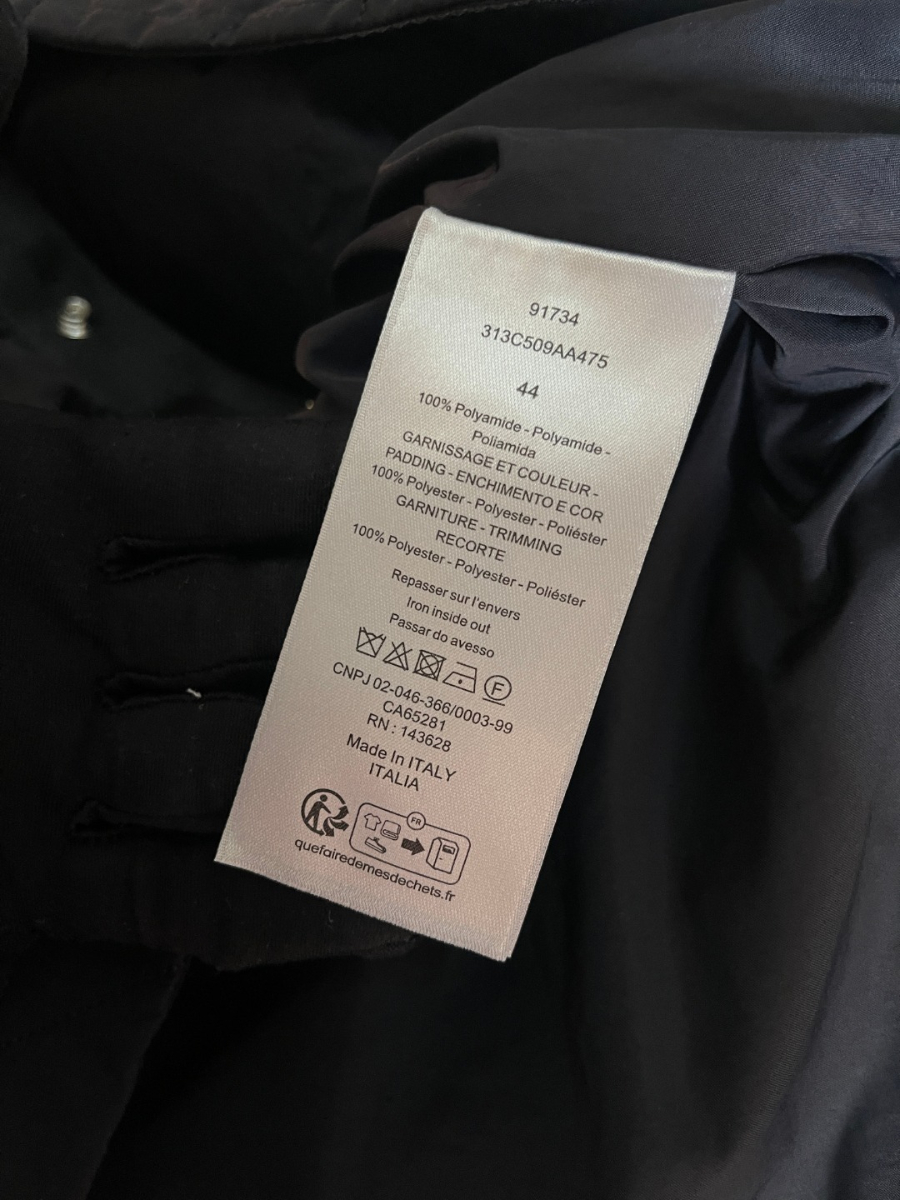 91734
313C509AA475
44
100% Polyamide - Polyamide -
Poliamida
GARNISSAGE ET COULEUR -
PADDING - ENCHIMENTO E COR
100% Polyester - Polyester - Poliéster
GARNITURE - TRIMMING
RECORTE
100% Polyester - Polyester - Poliéster
Repasser sur l'envers
Iron inside out
Passar do avesso
F
CNPJ 02-046-366/0003-99
CA65281
RN : 143628
Made In ITALY
ITALIA
FR
quefairedemesdechets.fr